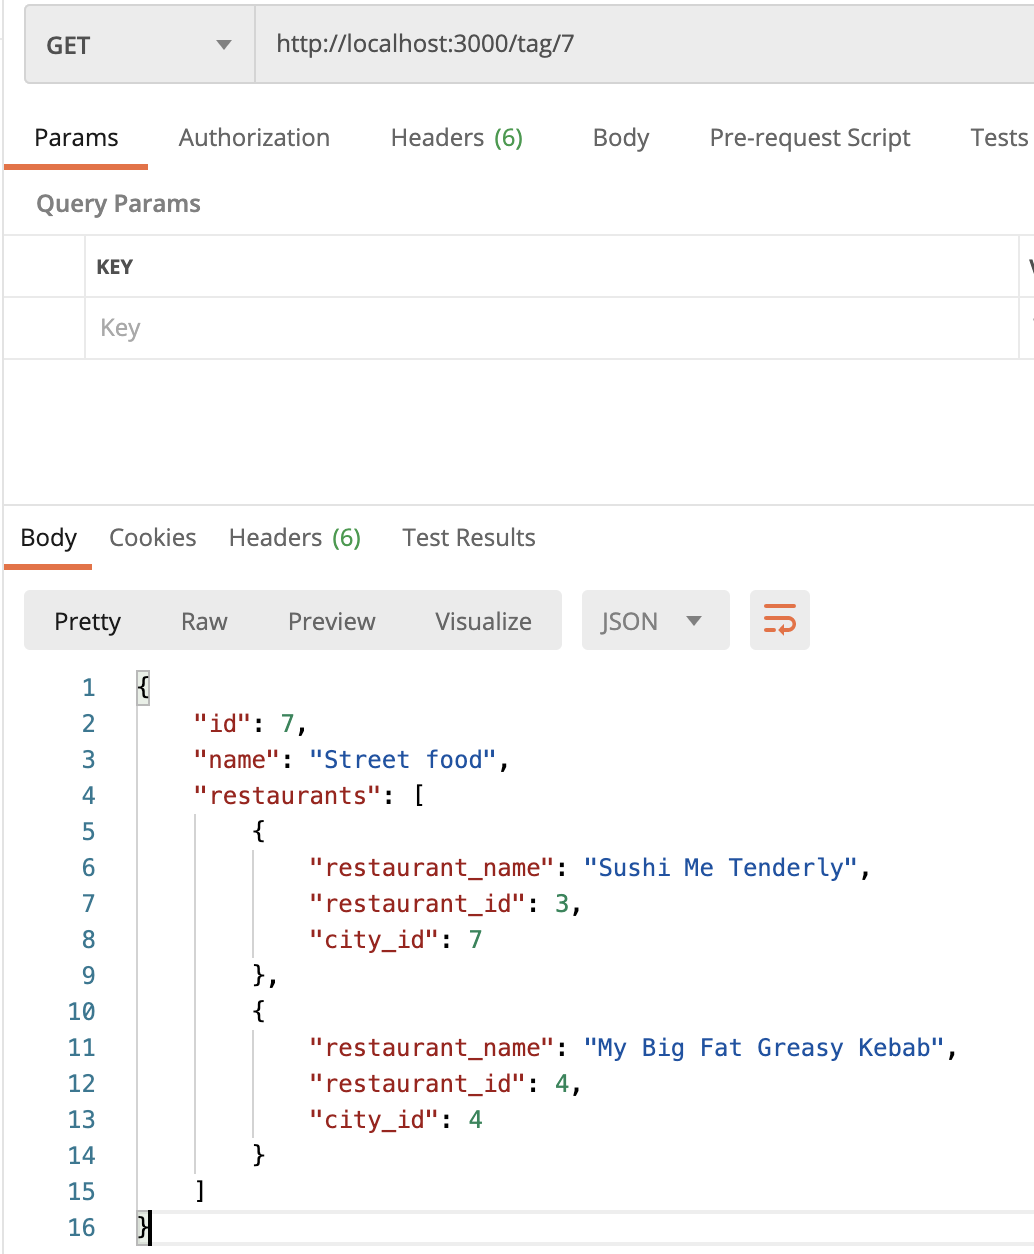 GET http://localhost:3000/tag/7
Params Authorization Headers (6) Body Pre-request Script Tests
Query Params
KEY
Key
Body Cookies Headers (6) Test Results
Pretty Raw Preview Visualize JSON
1 {
2 "id": 7,
3 "name": "Street food",
4 "restaurants": [
5 {
6 "restaurant_name": "Sushi Me Tenderly",
7 "restaurant_id": 3,
8 "city_id": 7
9 },
10 {
11 "restaurant_name": "My Big Fat Greasy Kebab",
12 "restaurant_id": 4,
13 "city_id": 4
14 }
15 ]
16 }